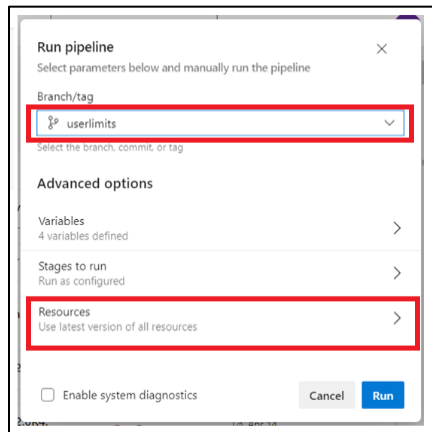 Run pipeline
Select parameters below and manually run the pipeline
Branch/tag
userlimits
Select the branch, commit, or tag
Advanced options
Variables
4 variables defined
Stages to run
Run as configured
Resources
Use latest version of all resources
Enable system diagnostics
Cancel
Run